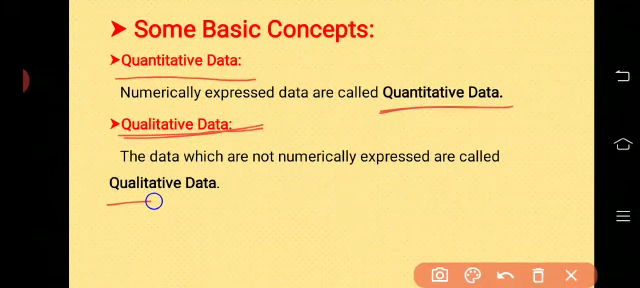 ➤ Some Basic Concepts:
➤Quantitative Data:
Numerically expressed data are called Quantitative Data.
➤Qualitative Data:
The data which are not numerically expressed are called
Qualitative Data.